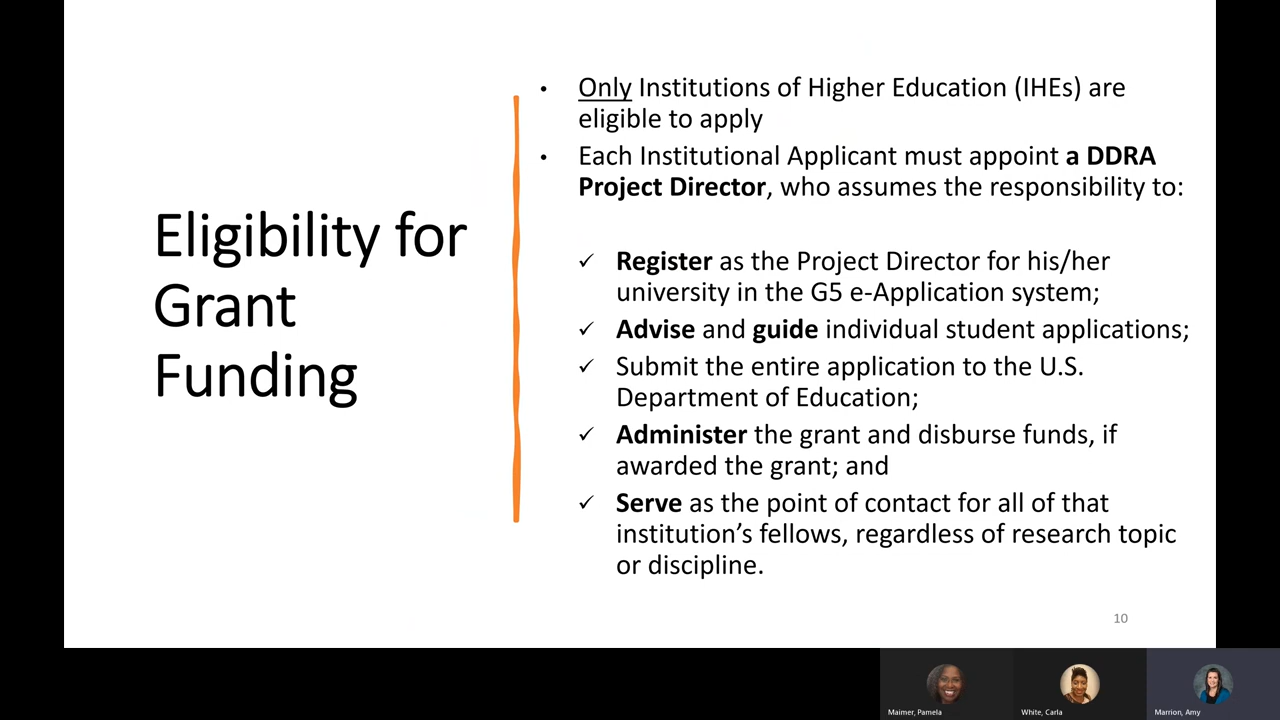 Eligibility for
Grant
Funding
• Only Institutions of Higher Education (IHEs) are
eligible to apply
• Each Institutional Applicant must appoint a DDRA
Project Director, who assumes the responsibility to:
✓ Register as the Project Director for his/her
university in the G5 e-Application system;
✓ Advise and guide individual student applications;
✓ Submit the entire application to the U.S.
Department of Education;
✓ Administer the grant and disburse funds, if
awarded the grant; and
✓ Serve as the point of contact for all of that
institution’s fellows, regardless of research topic
or discipline.
10
Maimer, Pamela
White, Carla
Marrion, Amy